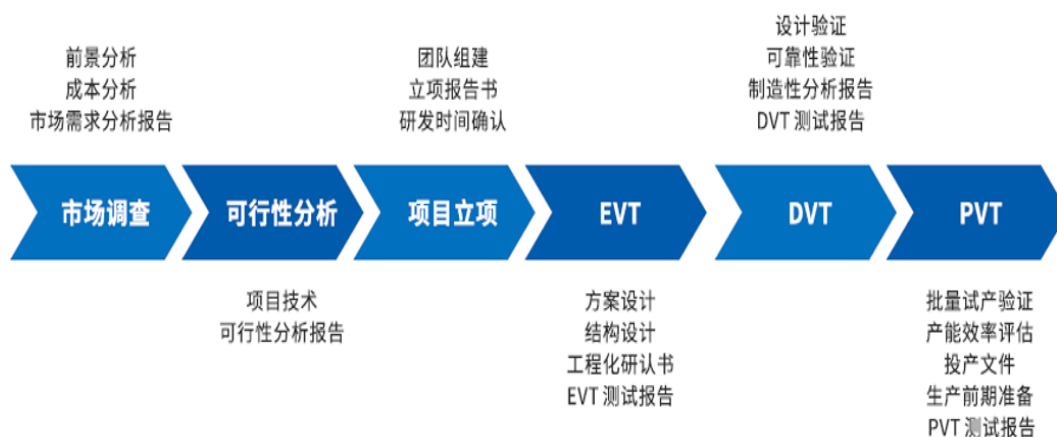 前景分析
成本分析
市场需求分析报告
团队组建
立项报告书
研发时间确认
设计验证
可靠性验证
制造性分析报告
DVT 测试报告
市场调查
可行性分析
项目立项
EVT
DVT
PVT
项目技术
可行性分析报告
方案设计
结构设计
工程化研认书
EVT 测试报告
批量试产验证
产能效率评估
投产文件
生产前期准备
PVT 测试报告